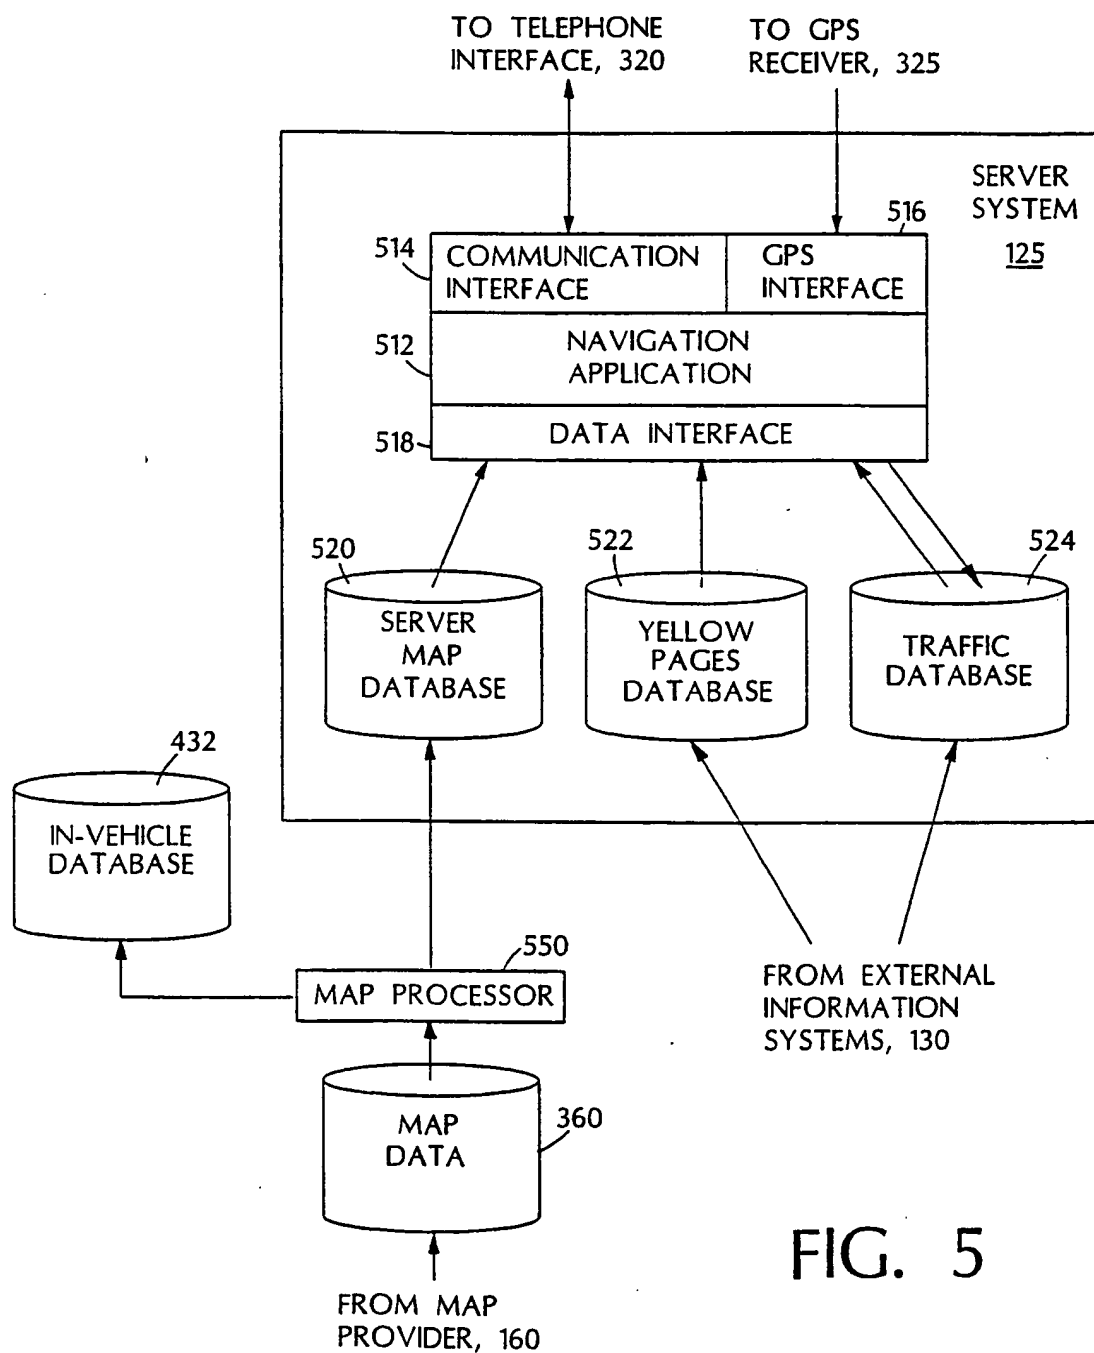 TO TELEPHONE
INTERFACE, 320
TO GPS
RECEIVER, 325
SERVER
SYSTEM
125
514
COMMUNICATION
INTERFACE
516
GPS
INTERFACE
512
NAVIGATION
APPLICATION
518
DATA INTERFACE
520
SERVER
MAP
DATABASE
522
YELLOW
PAGES
DATABASE
524
TRAFFIC
DATABASE
432
IN-VEHICLE
DATABASE
550
MAP PROCESSOR
FROM EXTERNAL
INFORMATION
SYSTEMS, 130
MAP
DATA
360
FROM MAP
PROVIDER, 160
FIG. 5